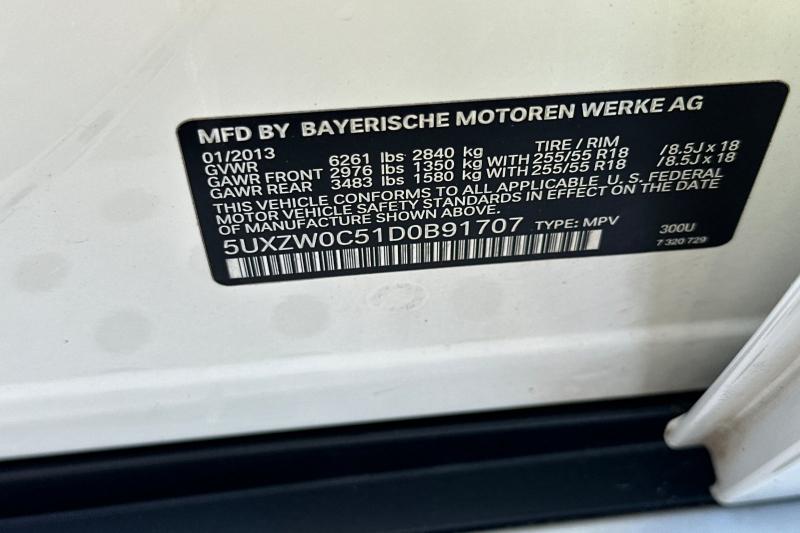 MFD BY BAYERISCHE MOTOREN WERKE AG
01/2013 TIRE / RIM
GVWR 6261 lbs 2840 kg
GAWR FRONT 2976 lbs 1350 kg WITH 255/55 R18 / 8.5J x 18
GAWR REAR 3483 lbs 1580 kg WITH 255/55 R18 / 8.5J x 18
THIS VEHICLE CONFORMS TO ALL APPLICABLE U. S. FEDERAL
MOTOR VEHICLE SAFETY STANDARDS IN EFFECT ON THE DATE
OF MANUFACTURE SHOWN ABOVE.
5UXZW0C51D0B91707 TYPE: MPV 300U
7 320 729